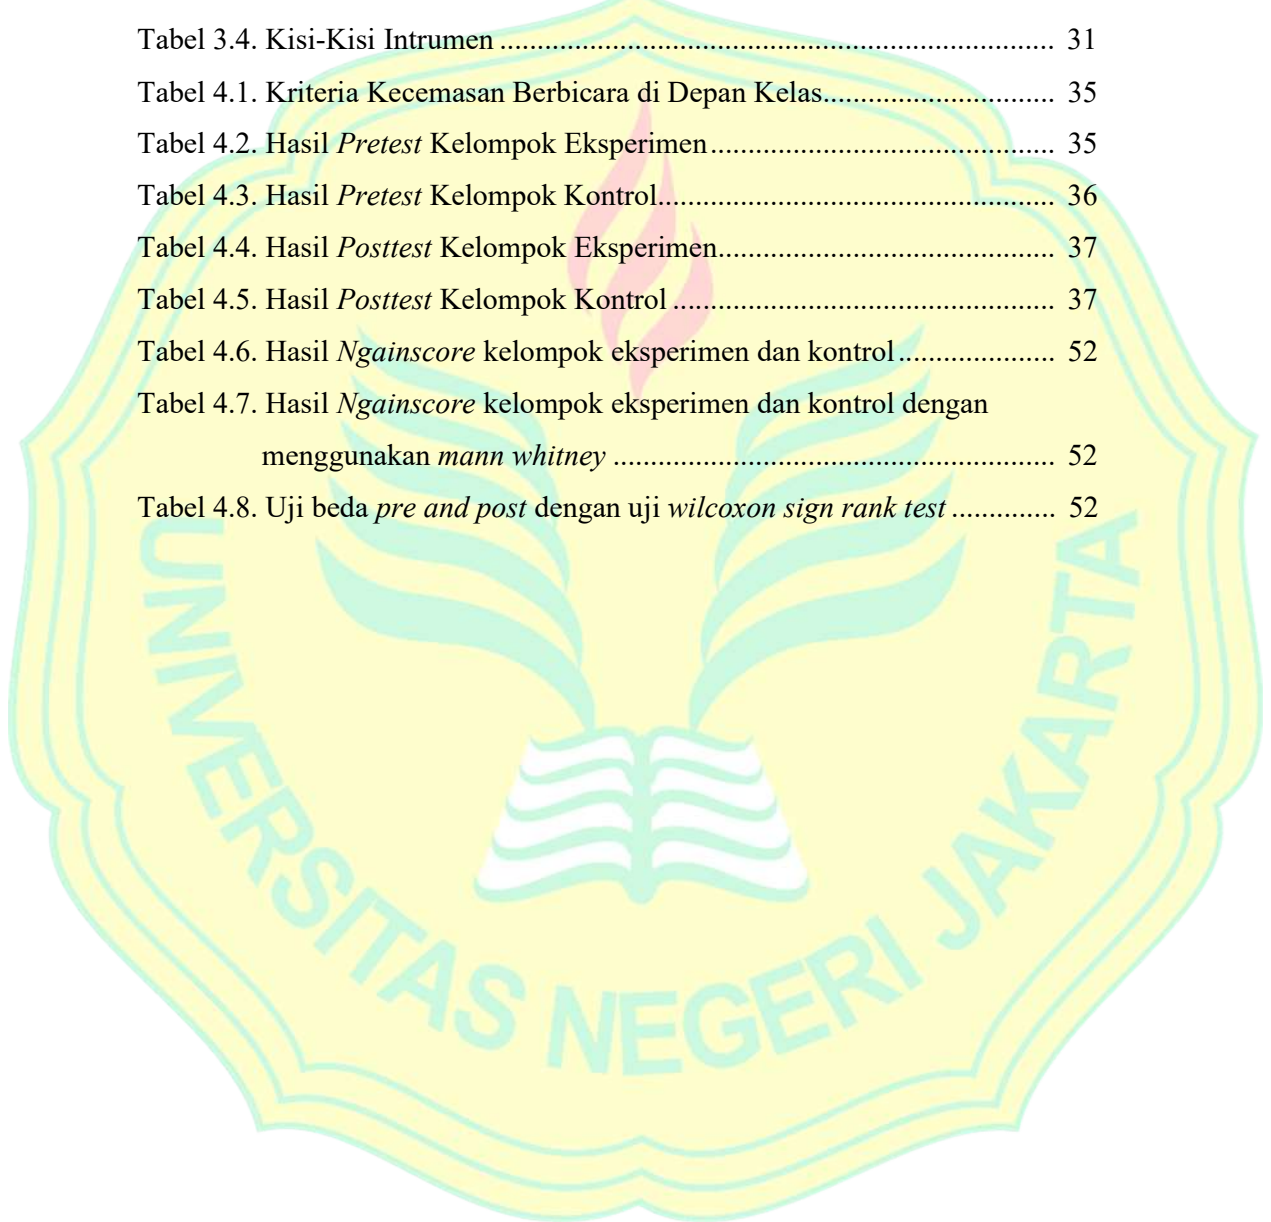 Tabel 3.4. Kisi-Kisi Intrumen ........................................................................ 31
Tabel 4.1. Kriteria Kecemasan Berbicara di Depan Kelas.............................. 35
Tabel 4.2. Hasil Pretest Kelompok Eksperimen............................................. 35
Tabel 4.3. Hasil Pretest Kelompok Kontrol.................................................... 36
Tabel 4.4. Hasil Posttest Kelompok Eksperimen............................................ 37
Tabel 4.5. Hasil Posttest Kelompok Kontrol .................................................. 37
Tabel 4.6. Hasil Ngainscore kelompok eksperimen dan kontrol.................... 52
Tabel 4.7. Hasil Ngainscore kelompok eksperimen dan kontrol dengan
menggunakan mann whitney ......................................................... 52
Tabel 4.8. Uji beda pre and post dengan uji wilcoxon sign rank test .............. 52
UNIVERSITAS NEGERI JAKARTA